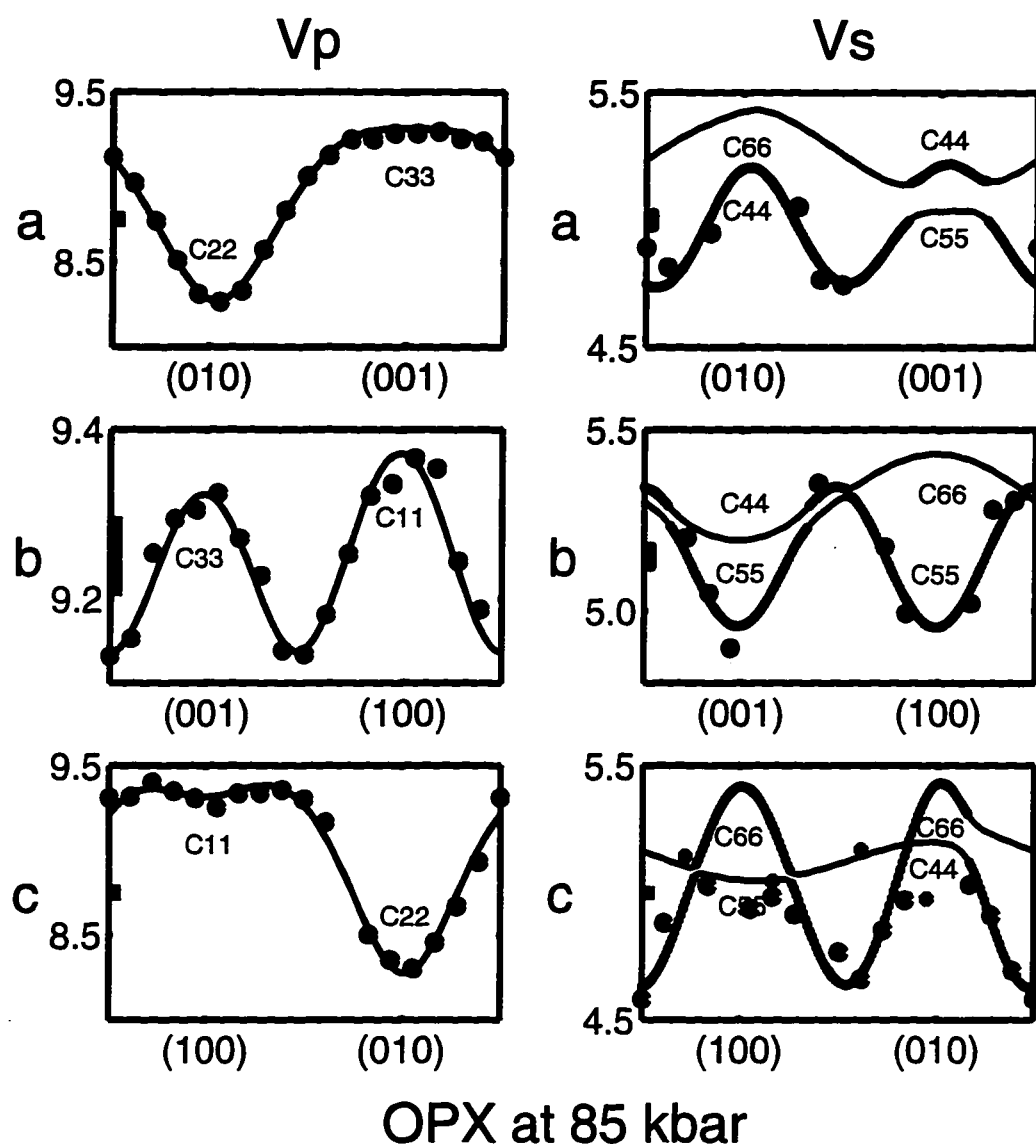 Vp
Vs
9.5
8.5
a
C22
C33
(010)
(001)
5.5
4.5
a
C66
C44
C44
C55
(010)
(001)
9.4
9.2
b
C33
C11
(001)
(100)
5.5
5.0
b
C44
C66
C55
C55
(001)
(100)
9.5
8.5
c
C11
C22
(100)
(010)
5.5
4.5
c
C66
C66
C55
C44
(100)
(010)
OPX at 85 kbar